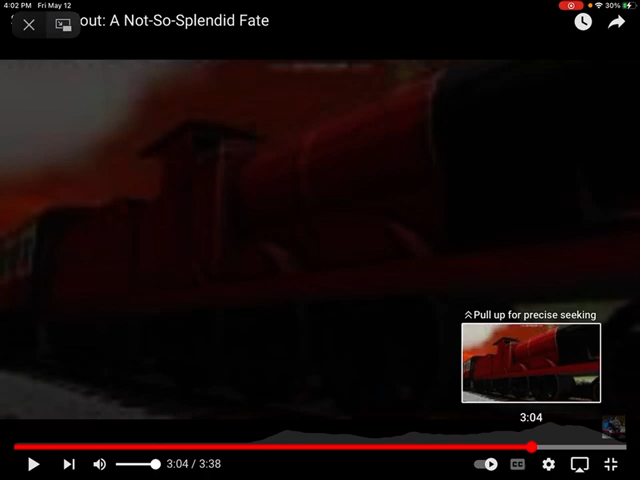 4:02 PM Fri May 12
30%
out: A Not-So-Splendid Fate
Pull up for precise seeking
3:04
3:04 / 3:38
CC